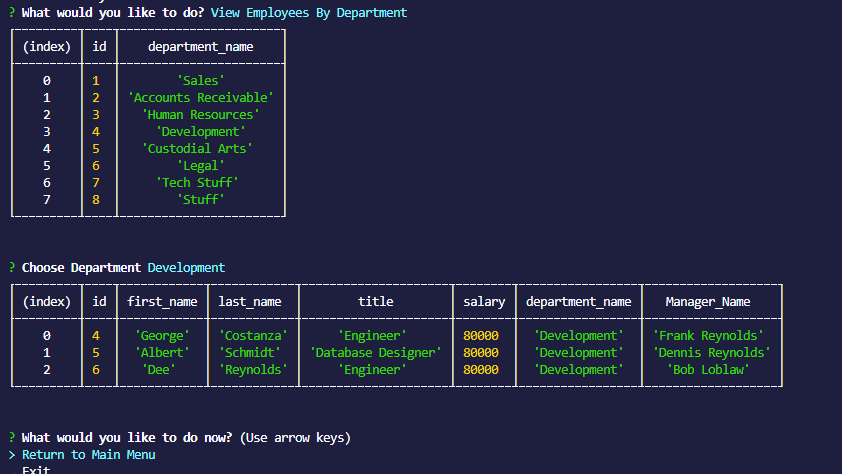 ? What would you like to do? View Employees By Department
(index) id department_name
0 1 'Sales'
1 2 'Accounts Receivable'
2 3 'Human Resources'
3 4 'Development'
4 5 'Custodial Arts'
5 6 'Legal'
6 7 'Tech Stuff'
7 8 'Stuff'
? Choose Department Development
(index) id first_name last_name title salary department_name Manager_Name
0 4 'George' 'Costanza' 'Engineer' 80000 'Development' 'Frank Reynolds'
1 5 'Albert' 'Schmidt' 'Database Designer' 80000 'Development' 'Dennis Reynolds'
2 6 'Dee' 'Reynolds' 'Engineer' 80000 'Development' 'Bob Loblaw'
? What would you like to do now? (Use arrow keys)
> Return to Main Menu
Exit